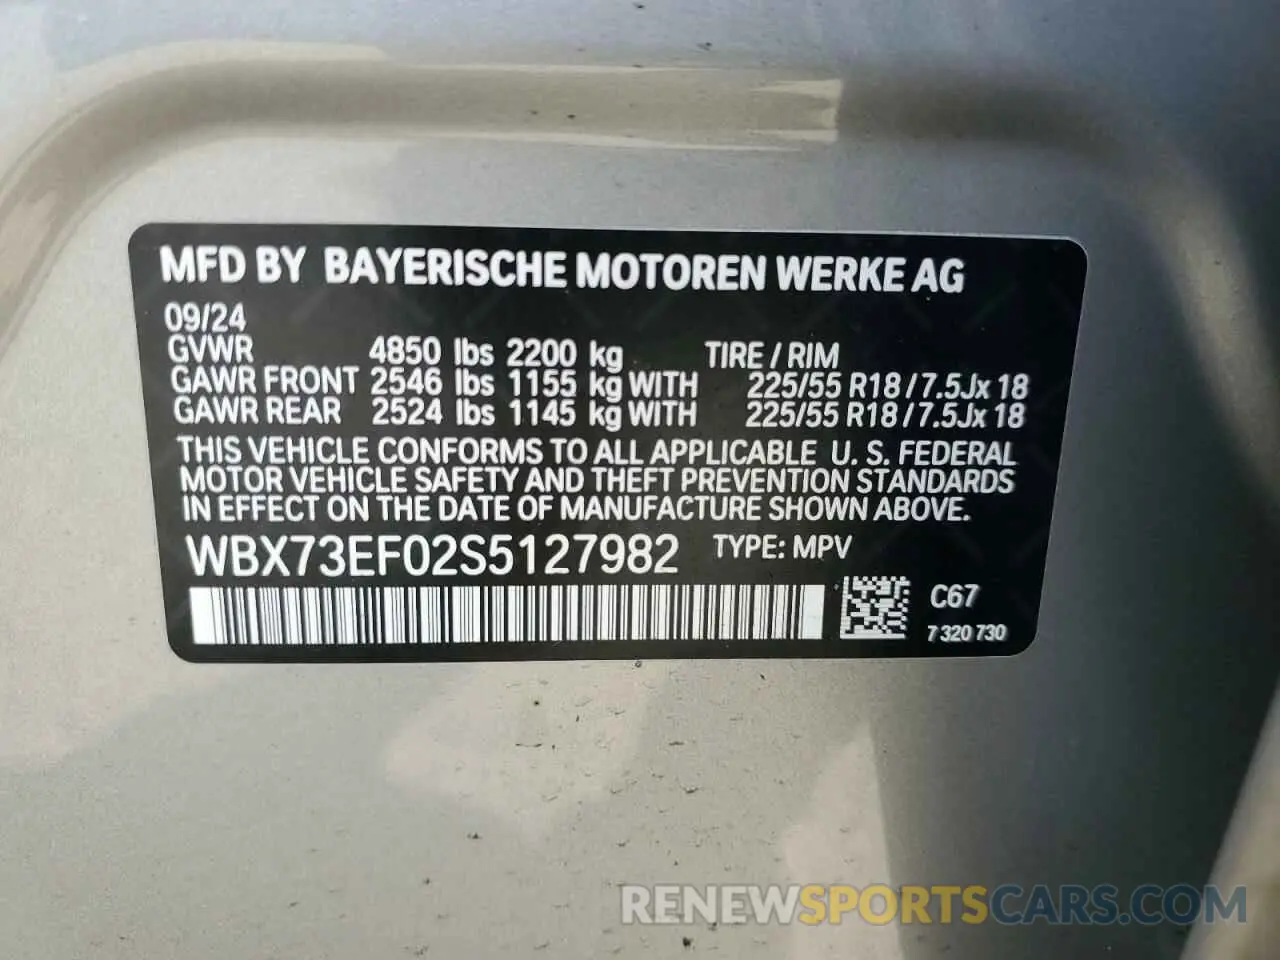 MFD BY BAYERISCHE MOTOREN WERKE AG
09/24
GVWR 4850 lbs 2200 kg TIRE / RIM
GAWR FRONT 2546 lbs 1155 kg WITH 225/55 R18 / 7.5Jx 18
GAWR REAR 2524 lbs 1145 kg WITH 225/55 R18 / 7.5Jx 18
THIS VEHICLE CONFORMS TO ALL APPLICABLE U. S. FEDERAL
MOTOR VEHICLE SAFETY AND THEFT PREVENTION STANDARDS
IN EFFECT ON THE DATE OF MANUFACTURE SHOWN ABOVE.
WBX73EF02S5127982 TYPE: MPV
C67
7 320 730
RENEWSPORTSCARS.COM